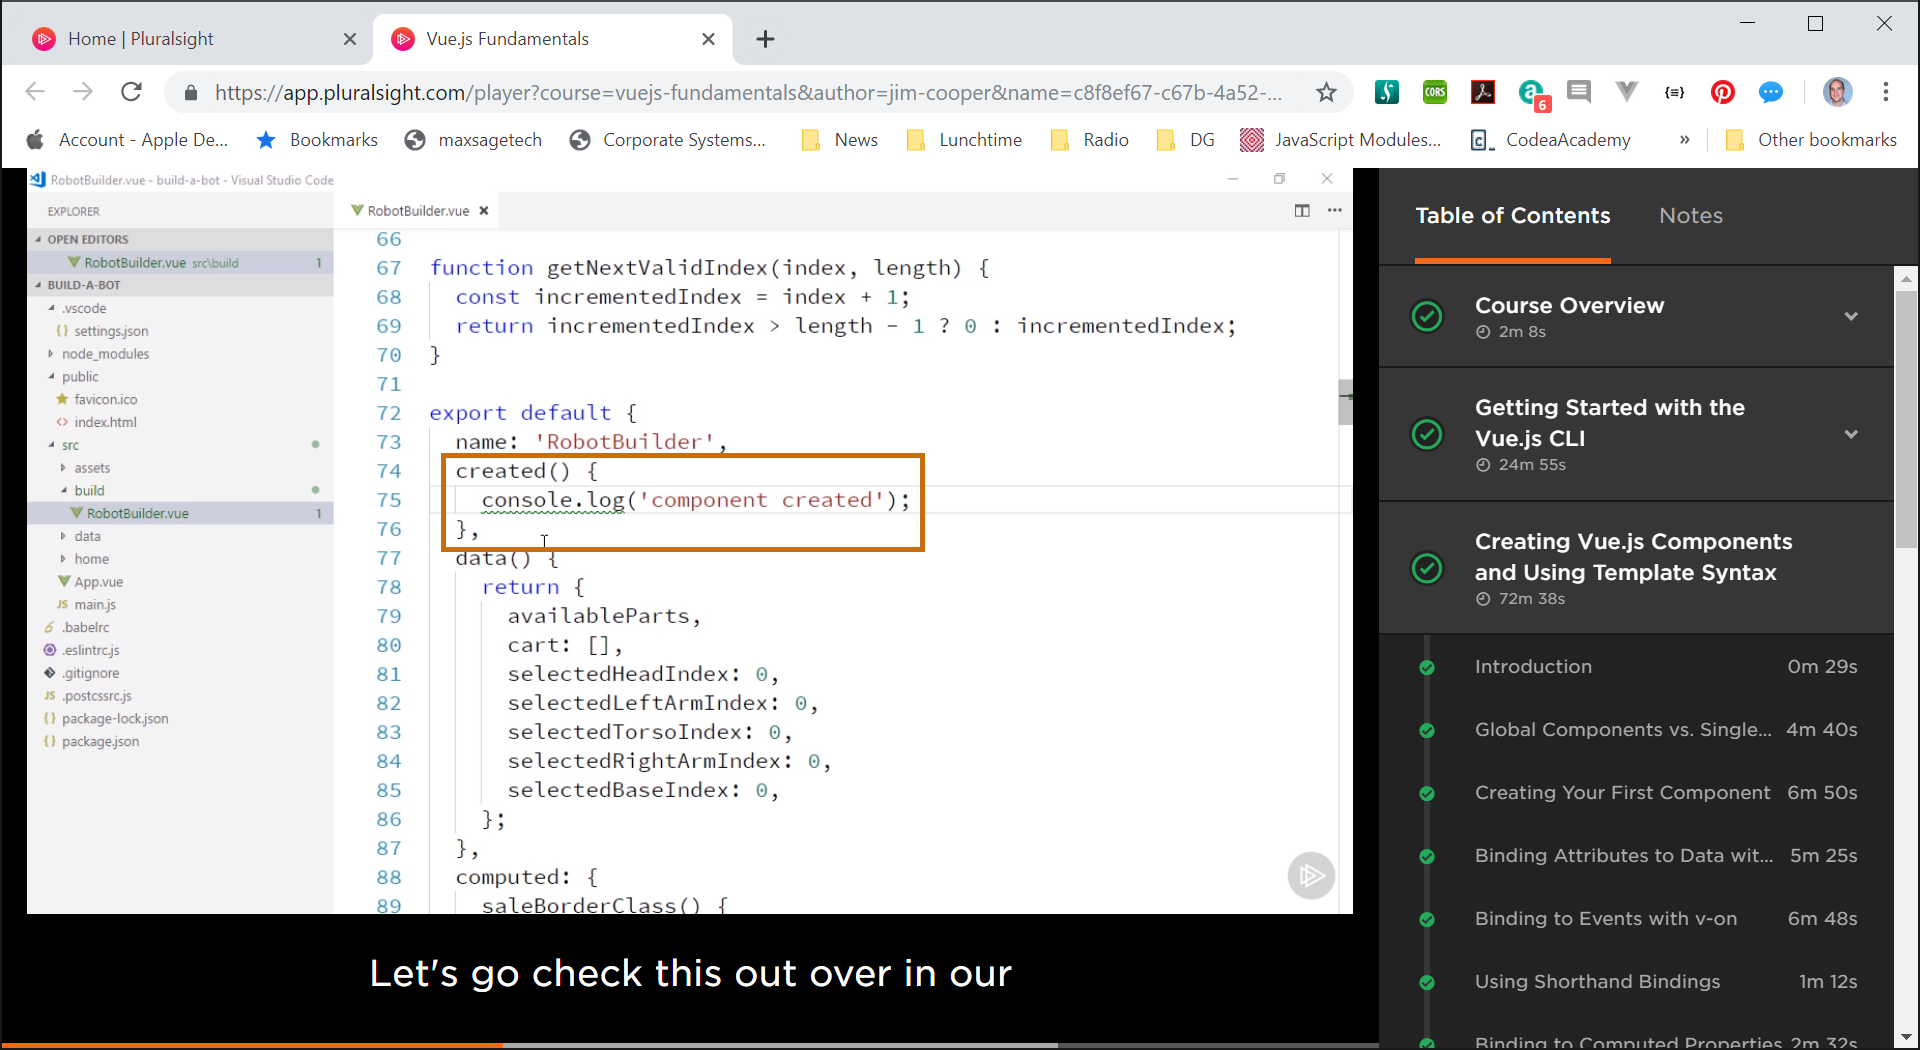 Home | Pluralsight
Vue.js Fundamentals
https://app.pluralsight.com/player?course=vuejs-fundamentals&author=jim-cooper&name=c8f8ef67-c67b-4a52-...
CORS
6
{≡}
Account - Apple De...
Bookmarks
maxsagetech
Corporate Systems...
News
Lunchtime
Radio
DG
JavaScript Modules...
CodeaAcademy
»
Other bookmarks
RobotBuilder.vue - build-a-bot - Visual Studio Code
EXPLORER
OPEN EDITORS
RobotBuilder.vue src\build 1
BUILD-A-BOT
.vscode
{} settings.json
node_modules
public
favicon.ico
<> index.html
src
assets
build
RobotBuilder.vue 1
data
home
App.vue
JS main.js
6 .babelrc
.eslintrc.js
.gitignore
JS .postcssrc.js
{} package-lock.json
{} package.json
RobotBuilder.vue
66
67 function getNextValidIndex(index, length) {
68 const incrementedIndex = index + 1;
69 return incrementedIndex > length - 1 ? 0 : incrementedIndex;
70 }
71
72 export default {
73 name: 'RobotBuilder',
74 created() {
75 console.log('component created');
76 },
77 data() {
78 return {
79 availableParts,
80 cart: [],
81 selectedHeadIndex: 0,
82 selectedLeftArmIndex: 0,
83 selectedTorsoIndex: 0,
84 selectedRightArmIndex: 0,
85 selectedBaseIndex: 0,
86 };
87 },
88 computed: {
89 saleBorderClass() {
Let's go check this out over in our
Table of Contents
Notes
Course Overview
2m 8s
Getting Started with the
Vue.js CLI
24m 55s
Creating Vue.js Components
and Using Template Syntax
72m 38s
Introduction 0m 29s
Global Components vs. Single... 4m 40s
Creating Your First Component 6m 50s
Binding Attributes to Data wit... 5m 25s
Binding to Events with v-on 6m 48s
Using Shorthand Bindings 1m 12s
Binding to Computed Properties 2m 32s